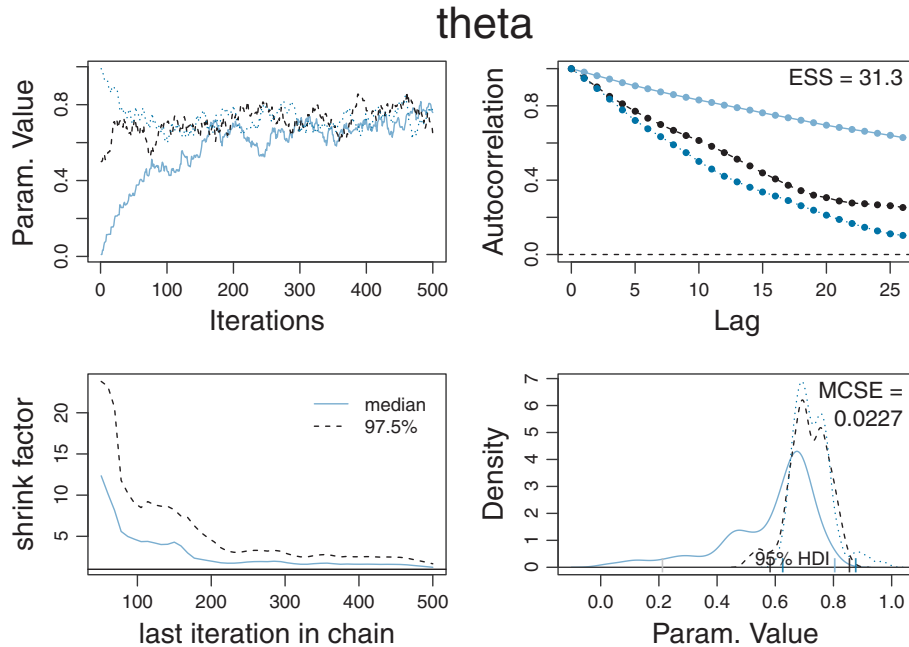 theta
Param. Value
0.0 0.4 0.8
0 100 200 300 400 500
Iterations
Autocorrelation
0.0 0.4 0.8
ESS = 31.3
0 5 10 15 20 25
Lag
shrink factor
5 10 15 20
median
97.5%
100 200 300 400 500
last iteration in chain
Density
0 1 2 3 4 5 6 7
MCSE =
0.0227
95% HDI
0.0 0.2 0.4 0.6 0.8 1.0
Param. Value